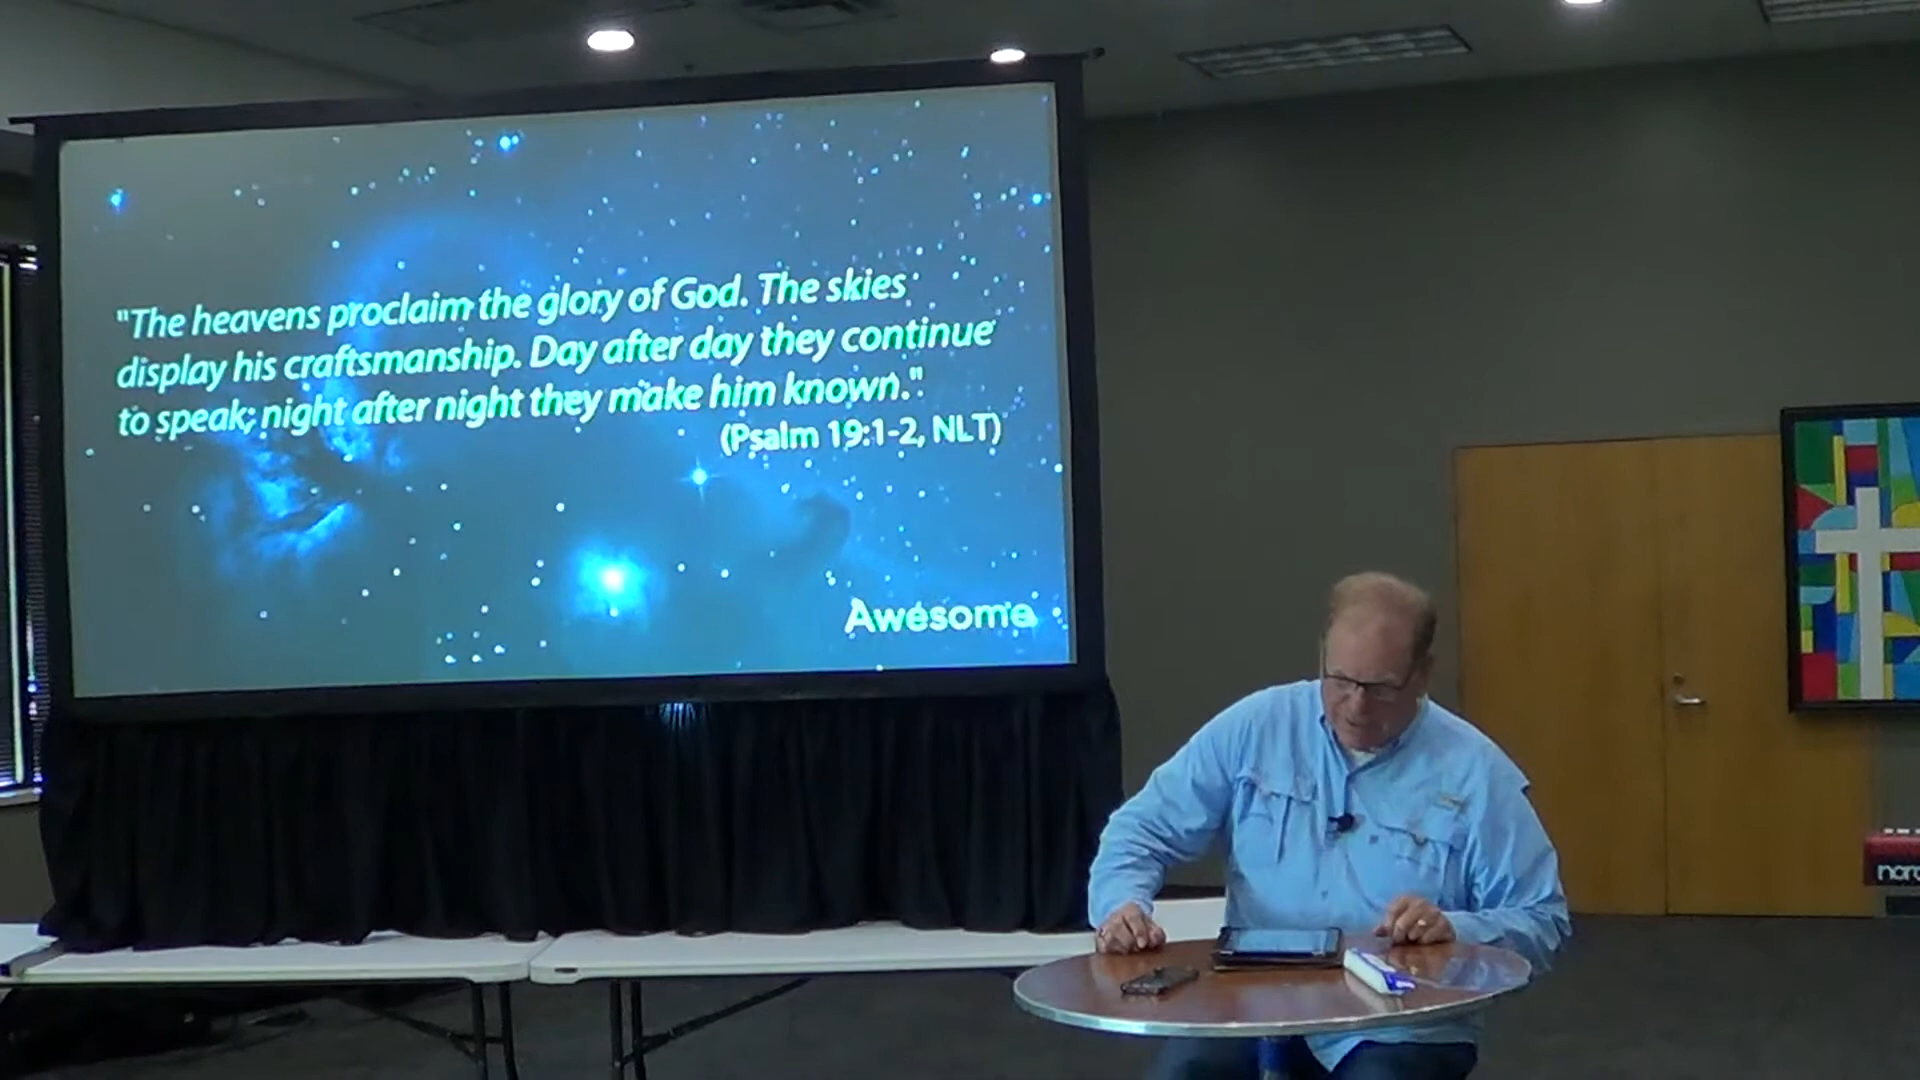 "The heavens proclaim the glory of God. The skies
display his craftsmanship. Day after day they continue
to speak; night after night they make him known."
(Psalm 19:1-2, NLT)
Awesome
nord